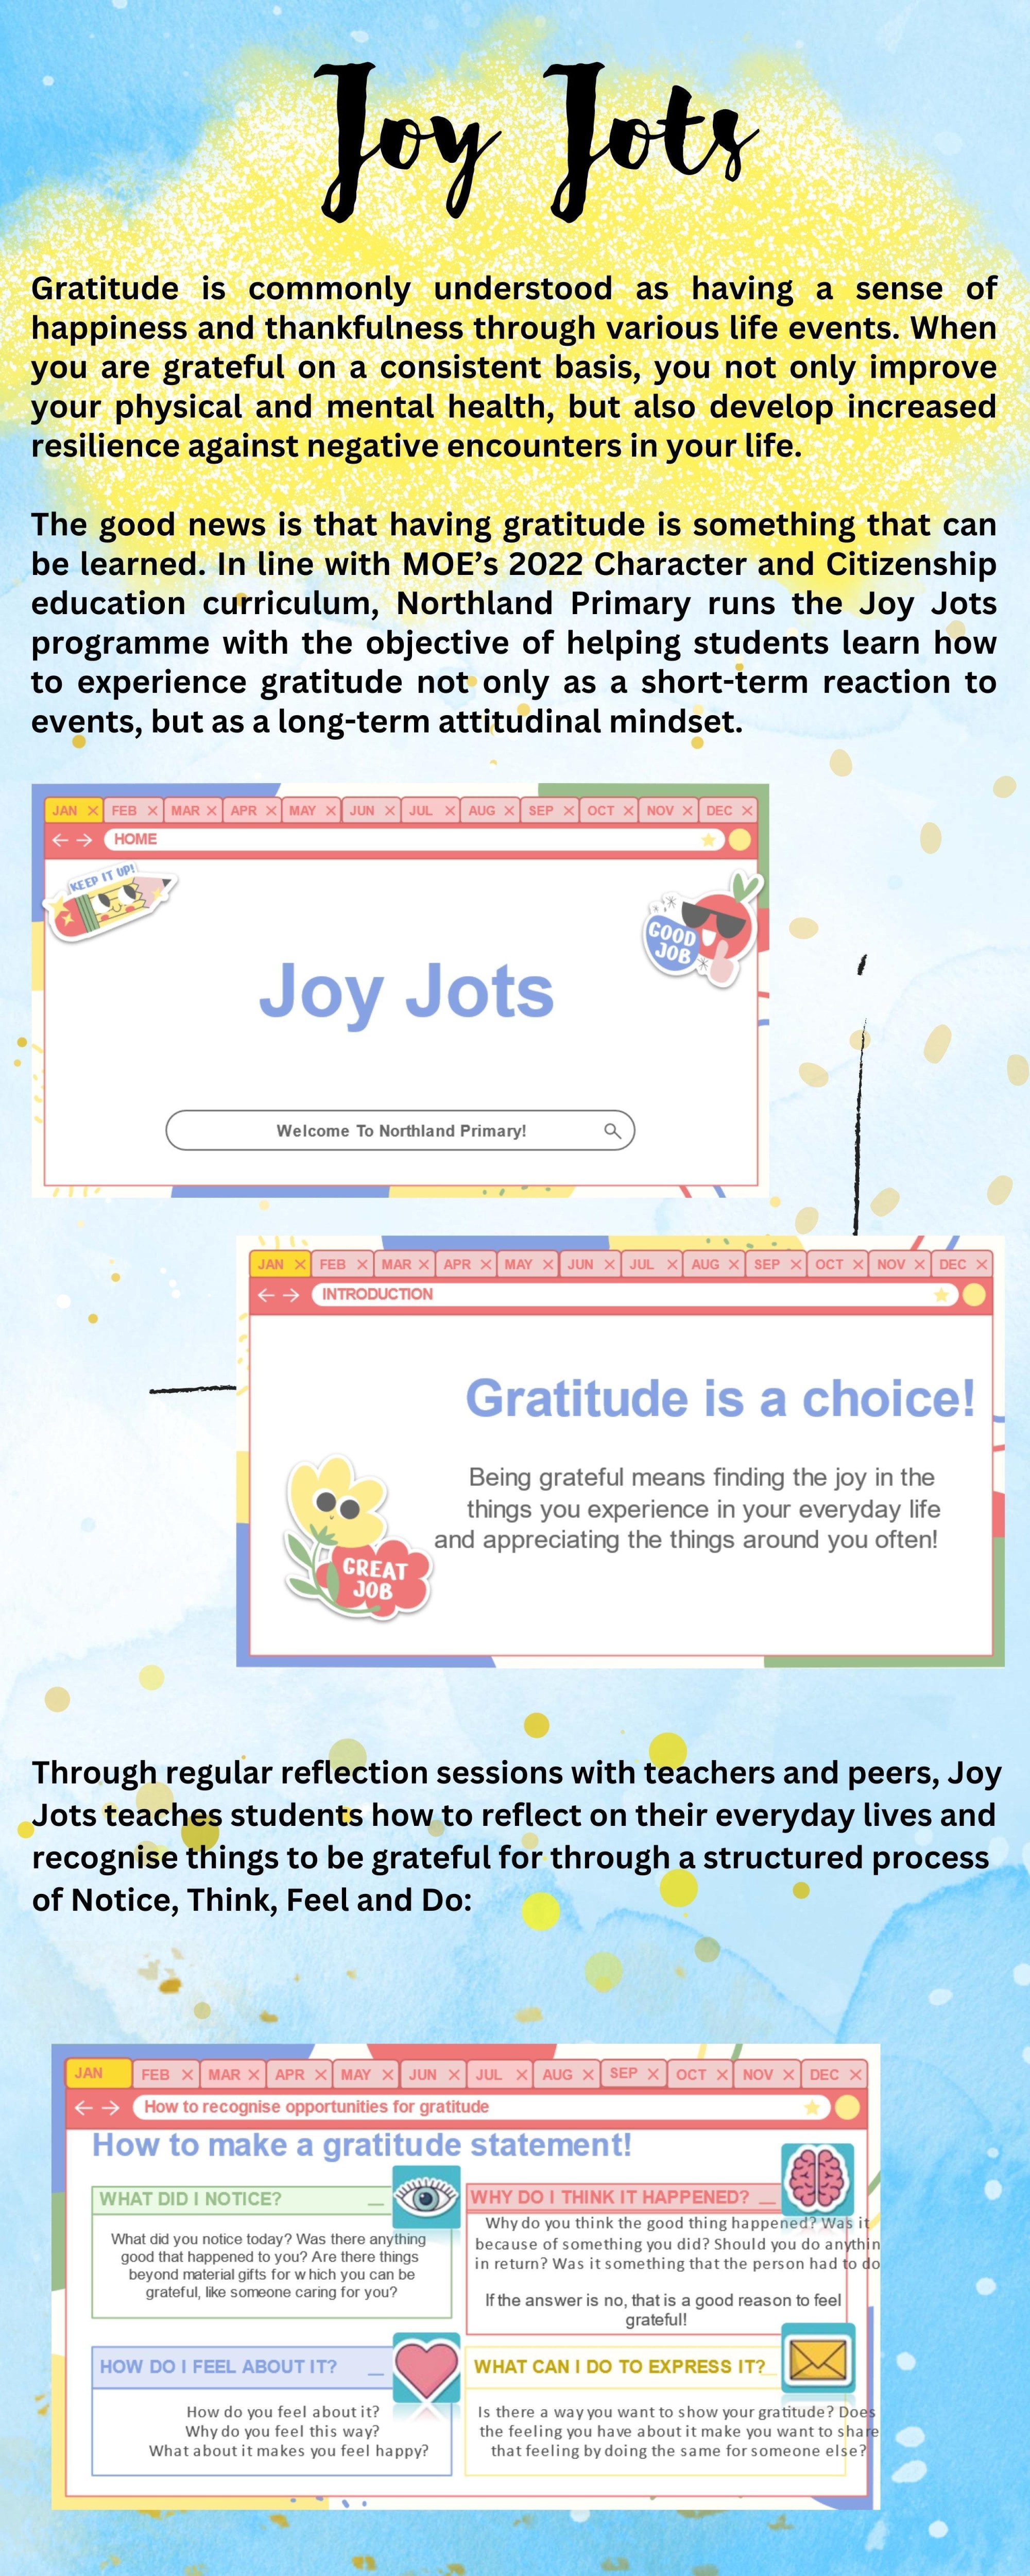 Joy Jots
Gratitude is commonly understood as having a sense of
happiness and thankfulness through various life events. When
you are grateful on a consistent basis, you not only improve
your physical and mental health, but also develop increased
resilience against negative encounters in your life.
The good news is that having gratitude is something that can
be learned. In line with MOE's 2022 Character and Citizenship
education curriculum, Northland Primary runs the Joy Jots
programme with the objective of helping students learn how
to experience gratitude not only as a short-term reaction to
events, but as a long-term attitudinal mindset.
JAN × FEB × MAR × APR × MAY × JUN × JUL × AUG × SEP × OCT × NOV × DEC ×
HOME
KEEP IT UP!
GOOD
JOB
Joy Jots
Welcome To Northland Primary!
JAN × FEB × MAR × APR × MAY × JUN × JUL × AUG × SEP × OCT × NOV × DEC ×
INTRODUCTION
Gratitude is a choice!
Being grateful means finding the joy in the
things you experience in your everyday life
and appreciating the things around you often!
GREAT
JOB
Through regular reflection sessions with teachers and peers, Joy
Jots teaches students how to reflect on their everyday lives and
recognise things to be grateful for through a structured process
of Notice, Think, Feel and Do:
JAN FEB × MAR × APR × MAY × JUN × JUL × AUG × SEP × OCT × NOV × DEC ×
How to recognise opportunities for gratitude
How to make a gratitude statement!
WHAT DID I NOTICE?
What did you notice today? Was there anything
good that happened to you? Are there things
beyond material gifts for which you can be
grateful, like someone caring for you?
WHY DO I THINK IT HAPPENED?
Why do you think the good thing happened? Was it
because of something you did? Should you do anythin
in return? Was it something that the person had to do
If the answer is no, that is a good reason to feel
grateful!
HOW DO I FEEL ABOUT IT?
How do you feel about it?
Why do you feel this way?
What about it makes you feel happy?
WHAT CAN I DO TO EXPRESS IT?
Is there a way you want to show your gratitude? Does
the feeling you have about it make you want to share
that feeling by doing the same for someone else?